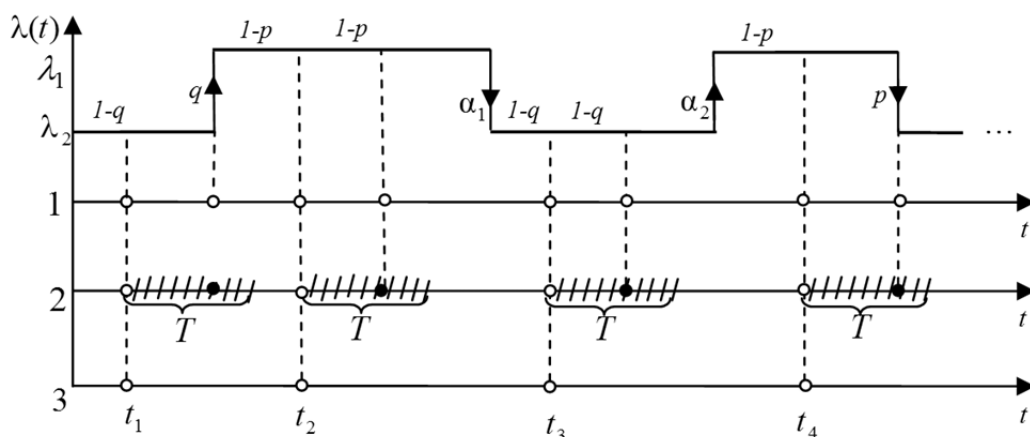 λ(t)
1-p 1-p 1-p
λ₁
q α₁ α₂ p
1-q 1-q 1-q
λ₂ ...
1 t
2 t
T T T T
3 t
t₁ t₂ t₃ t₄